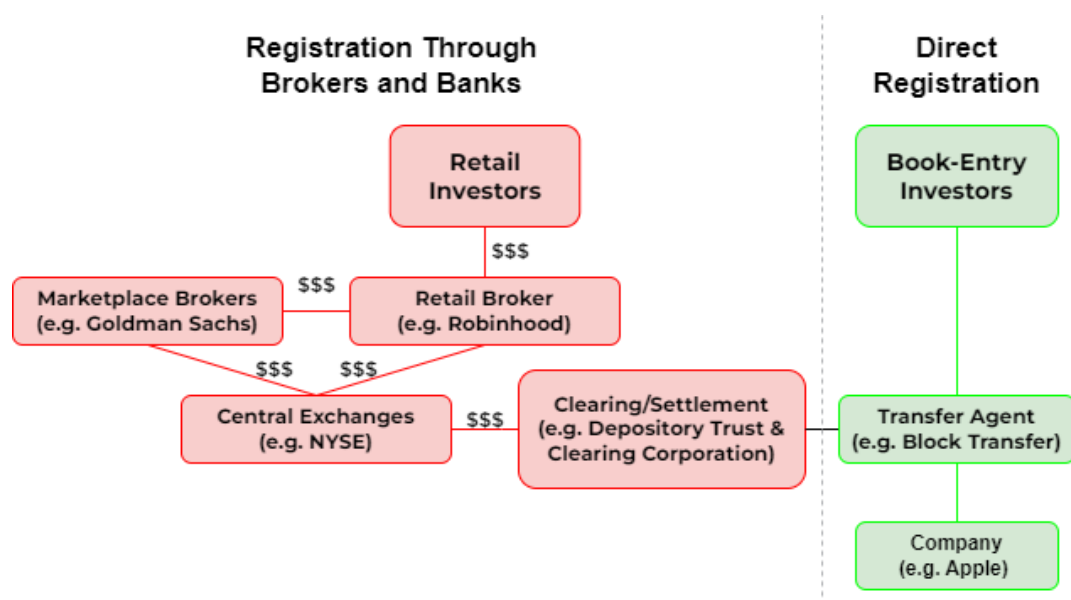 Registration Through
Brokers and Banks
Direct
Registration
Retail
Investors
Book-Entry
Investors
$$$
Marketplace Brokers
(e.g. Goldman Sachs)
$$$
Retail Broker
(e.g. Robinhood)
$$$
$$$
Central Exchanges
(e.g. NYSE)
$$$
Clearing/Settlement
(e.g. Depository Trust &
Clearing Corporation)
Transfer Agent
(e.g. Block Transfer)
Company
(e.g. Apple)